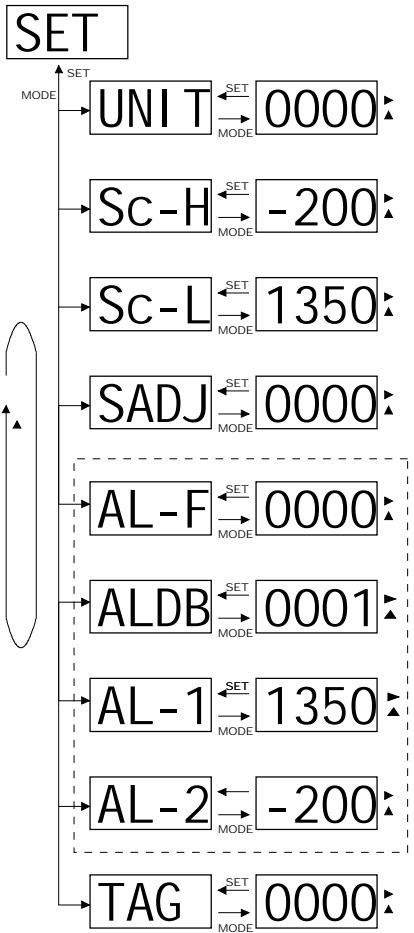 SET
SET
MODE
UNIT SET MODE 0000
Sc-H SET MODE -200
Sc-L SET MODE 1350
SADJ SET MODE 0000
AL-F SET MODE 0000
ALDB SET MODE 0001
AL-1 SET MODE 1350
AL-2 MODE -200
TAG SET MODE 0000